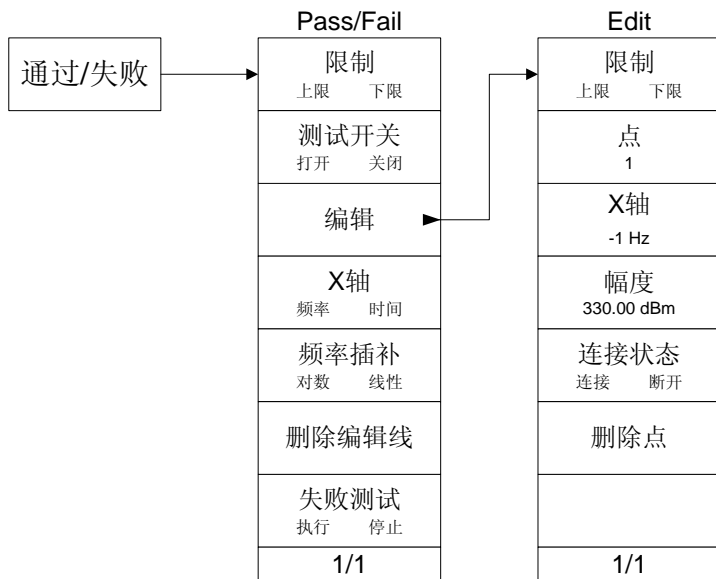 通过/失败
Pass/Fail
限制
上限 下限
测试开关
打开 关闭
编辑
X轴
频率 时间
频率插补
对数 线性
删除编辑线
失败测试
执行 停止
1/1
Edit
限制
上限 下限
点
1
X轴
-1 Hz
幅度
330.00 dBm
连接状态
连接 断开
删除点
1/1